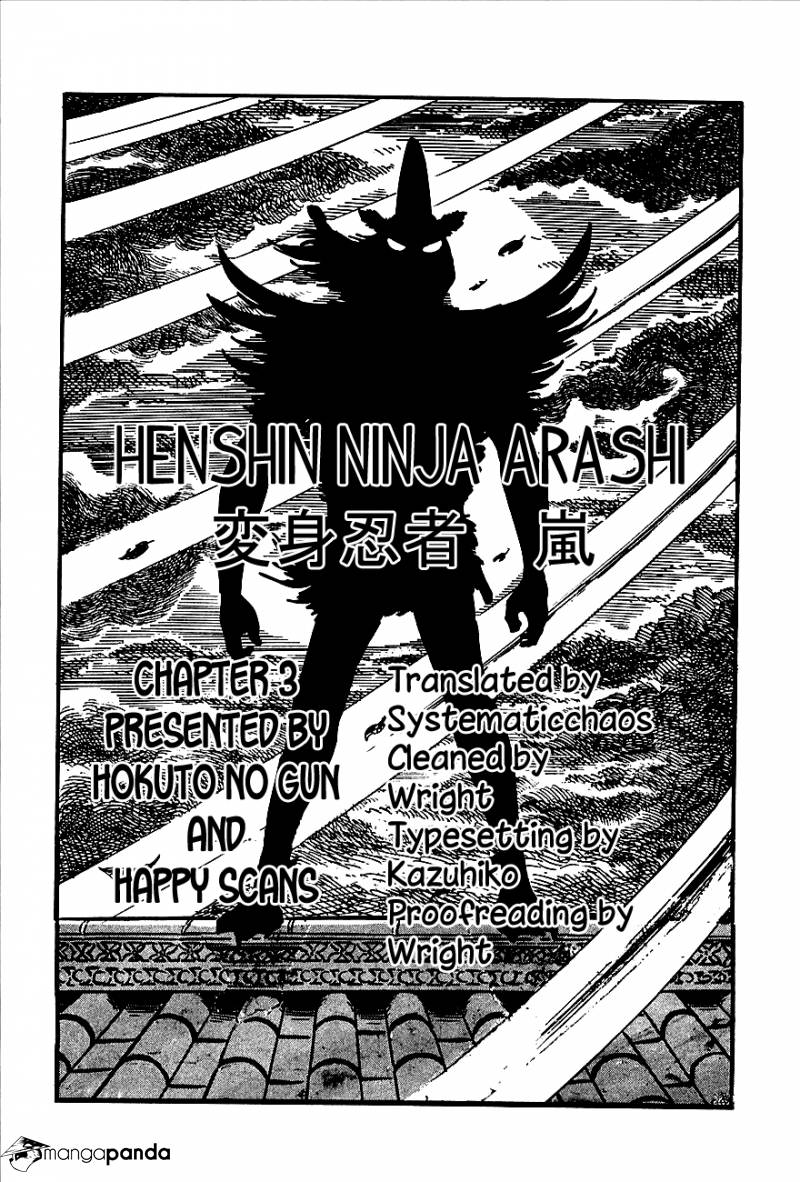 HENSHIN NINJA ARASHI
変身忍者 嵐
CHAPTER 3
PRESENTED BY
HOKUTO NO GUN
AND
HAPPY SCANS
Translated by
Systematicchaos
Cleaned by
Wright
Typesetting by
Kazuhiko
Proofreading by
Wright
mangapanda